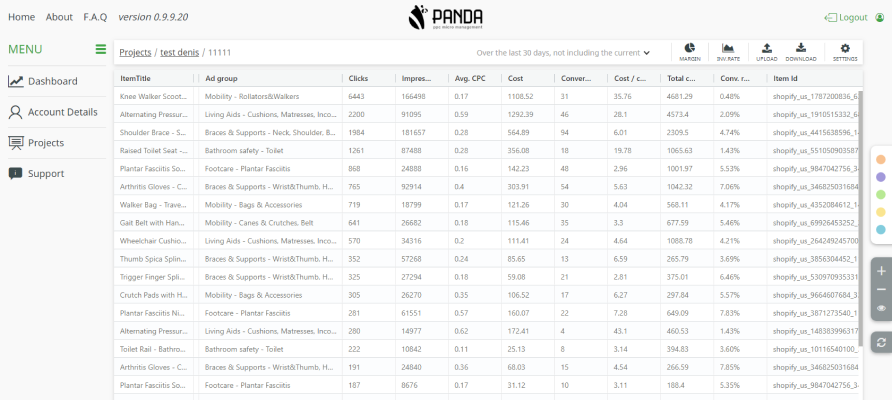 Home About F.A.Q version 0.9.9.20
PANDA
Logout
MENU
Dashboard
Account Details
Projects
Support
Projects / test denis / 11111
Over the last 30 days, not including the current
MARGIN INV.RATE UPLOAD DOWNLOAD SETTINGS
ItemTitle Ad group Clicks Impres... Avg. CPC Cost Conver... Cost / c... Total c... Conv. r... Item Id
Knee Walker Scoot... Mobility - Rollators&Walkers 6443 166498 0.17 1108.52 31 35.76 4681.29 0.48% shopify_us_1787200836_6
Alternating Pressur... Living Aids - Cushions, Matresses, Inco... 2200 91095 0.59 1292.39 46 28.1 4573.4 2.09% shopify_us_1910515332_6
Shoulder Brace - S... Braces & Supports - Neck, Shoulder, B... 1984 181657 0.28 564.89 94 6.01 2309.5 4.74% shopify_us_4415638596_1
Raised Toilet Seat -... Bathroom safety - Toilet 1261 87488 0.28 356.08 18 19.78 1065.63 1.43% shopify_us_551050903587
Plantar Fasciitis So... Footcare - Plantar Fasciitis 868 24888 0.16 142.23 48 2.96 1001.97 5.53% shopify_us_9847042756_3
Arthritis Gloves - C... Braces & Supports - Wrist&Thumb, H... 765 92914 0.4 303.91 54 5.63 1042.32 7.06% shopify_us_346825031684
Walker Bag - Trave... Mobility - Bags & Accessories 719 18799 0.17 121.26 30 4.04 568.11 4.17% shopify_us_4352084612_1
Gait Belt with Han... Mobility - Canes & Crutches, Belt 641 26682 0.18 115.46 35 3.3 677.59 5.46% shopify_us_69926453252_
Wheelchair Cushio... Living Aids - Cushions, Matresses, Inco... 570 34316 0.2 111.41 24 4.64 1088.78 4.21% shopify_us_264249245700
Thumb Spica Splin... Braces & Supports - Wrist&Thumb, H... 352 57268 0.24 85.65 13 6.59 265.79 3.69% shopify_us_3856304452_1
Trigger Finger Spli... Braces & Supports - Wrist&Thumb, H... 325 27294 0.18 59.08 21 2.81 375.01 6.46% shopify_us_530970935331
Crutch Pads with H... Mobility - Bags & Accessories 305 26270 0.35 106.52 17 6.27 297.84 5.57% shopify_us_9664607684_3
Plantar Fasciitis Ni... Footcare - Plantar Fasciitis 281 61551 0.57 160.07 22 7.28 649.09 7.83% shopify_us_3871273540_1
Alternating Pressur... Living Aids - Cushions, Matresses, Inco... 280 14977 0.62 172.41 4 43.1 460.53 1.43% shopify_us_148383996317
Toilet Rail - Bathro... Bathroom safety - Toilet 222 10842 0.11 25.13 8 3.14 394.83 3.60% shopify_us_10116540100_
Arthritis Gloves - C... Braces & Supports - Wrist&Thumb, H... 191 24840 0.36 68.03 15 4.54 266.59 7.85% shopify_us_346825031684
Plantar Fasciitis So... Footcare - Plantar Fasciitis 187 8676 0.17 31.12 10 3.11 188.4 5.35% shopify_us_9847042756_3